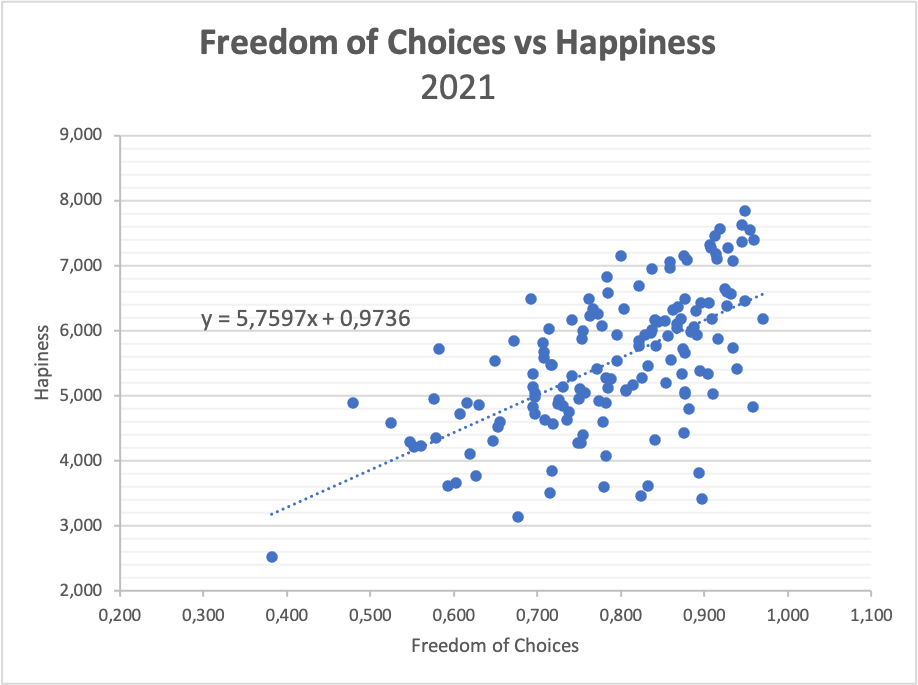 Freedom of Choices vs Happiness
2021
9,000
8,000
7,000
6,000
5,000
4,000
3,000
2,000
Hapiness
y = 5,7597x + 0,9736
0,200 0,300 0,400 0,500 0,600 0,700 0,800 0,900 1,000 1,100
Freedom of Choices